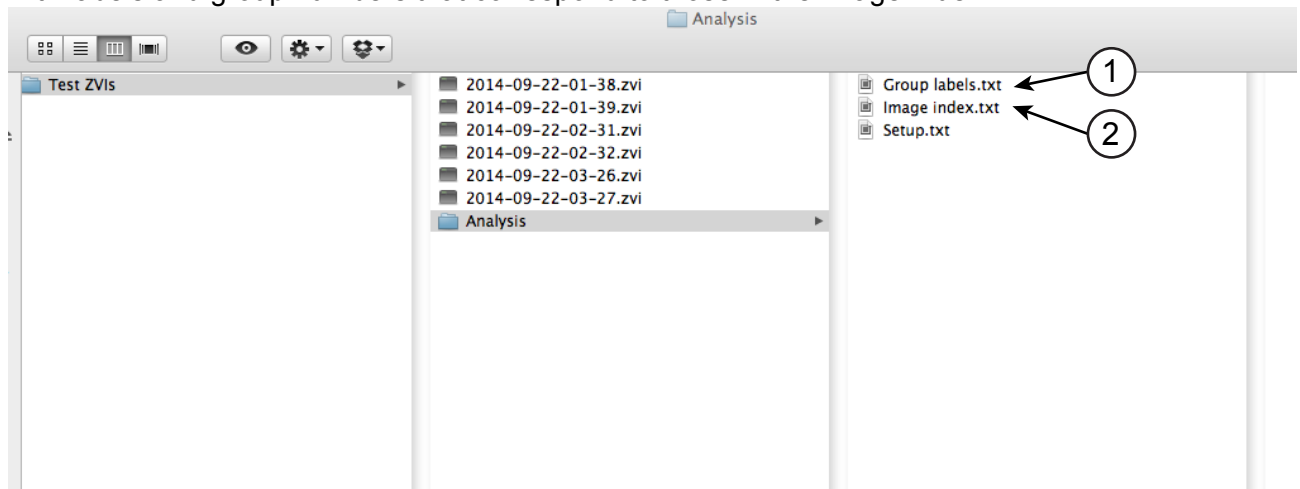 Analysis
Test ZVIs
2014-09-22-01-38.zvi
2014-09-22-01-39.zvi
2014-09-22-02-31.zvi
2014-09-22-02-32.zvi
2014-09-22-03-26.zvi
2014-09-22-03-27.zvi
Analysis
Group labels.txt
Image index.txt
Setup.txt
1
2